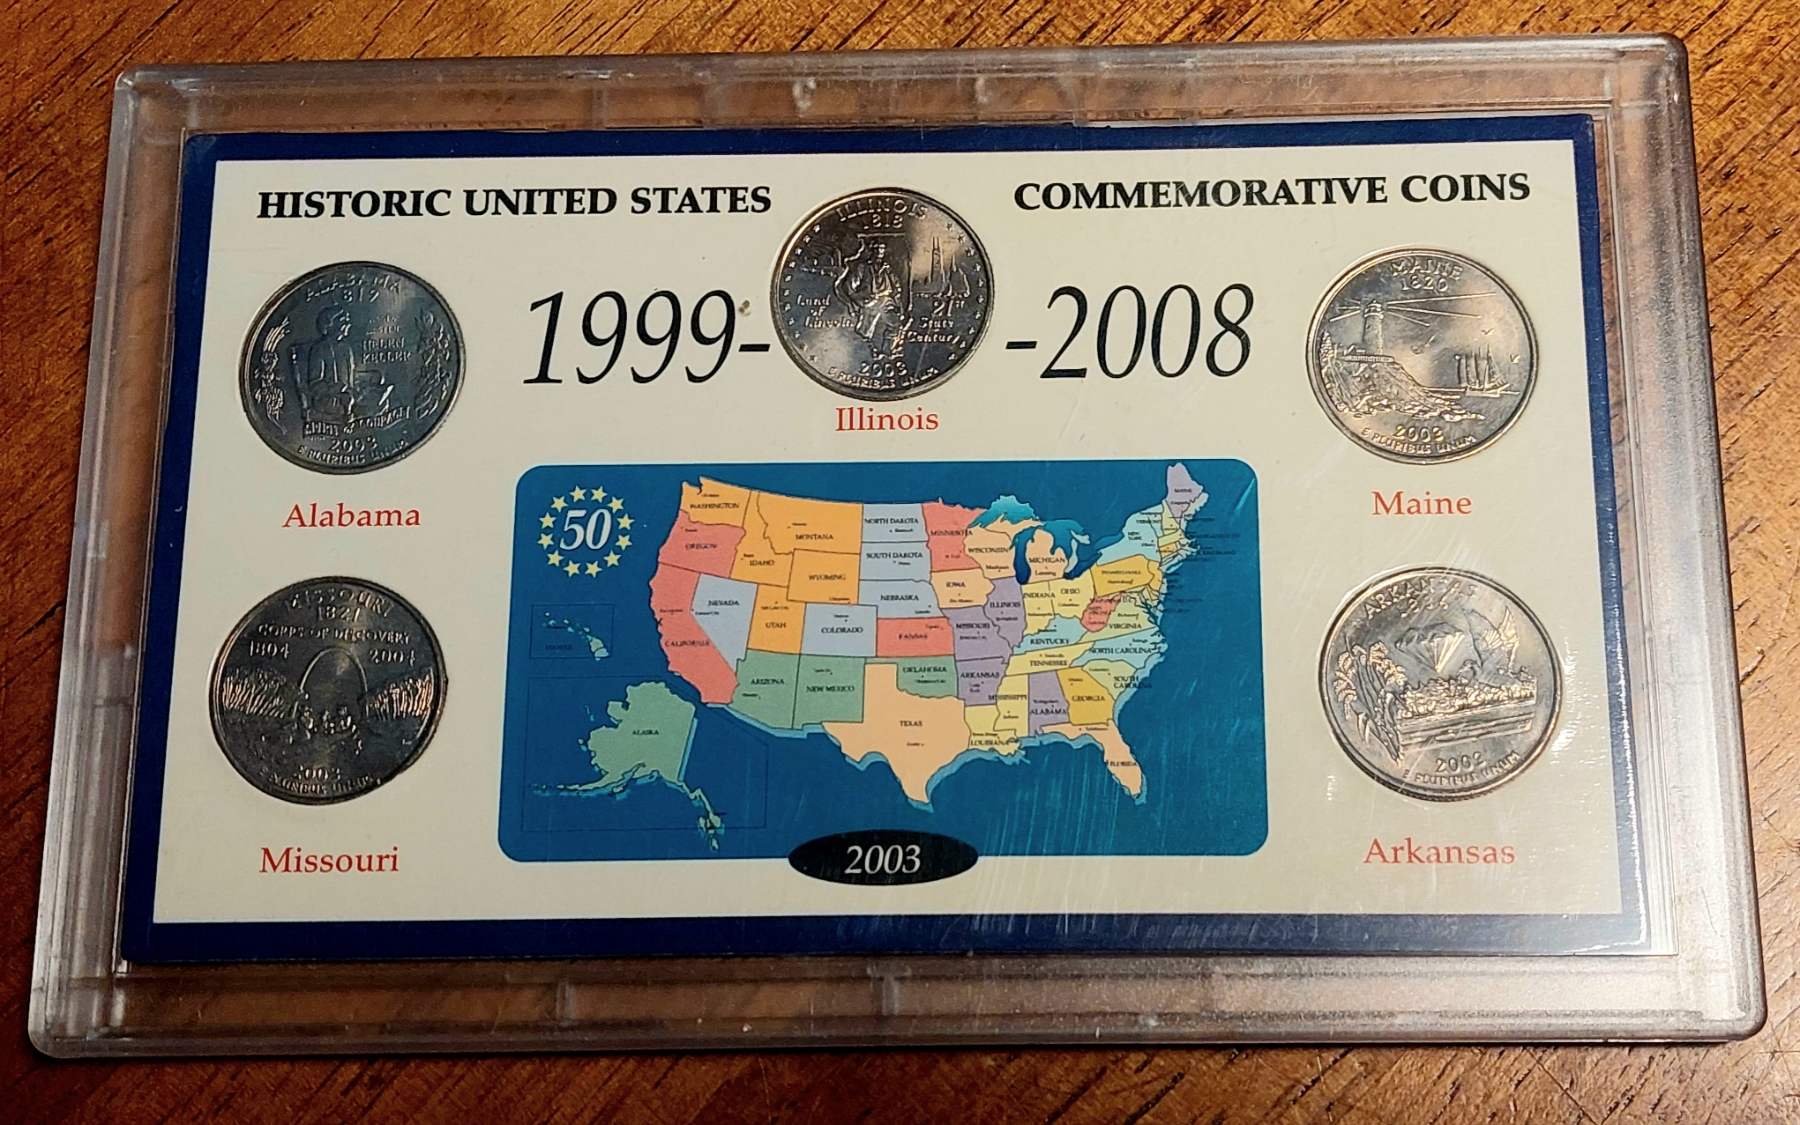 HISTORIC UNITED STATES
COMMEMORATIVE COINS
1999-
-2008
ILLINOIS
1818
Land
of
Lincoln
21st
State
Century
2003
E PLURIBUS UNUM
Illinois
ALABAMA
1819
HELEN
KELLER
SPIRIT of COURAGE
2003
E PLURIBUS UNUM
Alabama
MAINE
1820
2003
E PLURIBUS UNUM
Maine
MISSOURI
1821
CORPS OF DISCOVERY
1804 2004
2003
E PLURIBUS UNUM
Missouri
ARKANSAS
2003
E PLURIBUS UNUM
Arkansas
50
WASHINGTON
OREGON
CALIFORNIA
NEVADA
IDAHO
MONTANA
WYOMING
UTAH
COLORADO
ARIZONA
NEW MEXICO
NORTH DAKOTA
SOUTH DAKOTA
NEBRASKA
KANSAS
OKLAHOMA
TEXAS
MINNESOTA
IOWA
MISSOURI
ARKANSAS
LOUISIANA
WISCONSIN
ILLINOIS
MICHIGAN
INDIANA
OHIO
KENTUCKY
TENNESSEE
MISSISSIPPI
ALABAMA
GEORGIA
FLORIDA
SOUTH
CAROLINA
NORTH CAROLINA
VIRGINIA
PENNSYLVANIA
MAINE
ALASKA
HAWAII
2003